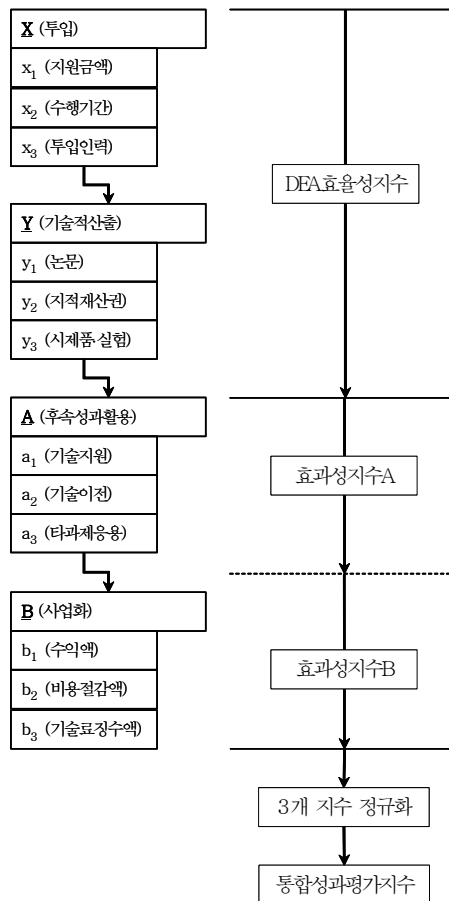 X (투입)
x₁ (지원금액)
x₂ (수행기간)
x₃ (투입인력)
Y (기술적산출)
y₁ (논문)
y₂ (지적재산권)
y₃ (시제품·실험)
A (후속성과활용)
a₁ (기술지원)
a₂ (기술이전)
a₃ (타과제응용)
B (사업화)
b₁ (수익액)
b₂ (비용절감액)
b₃ (기술료징수액)
DEA효율성지수
효과성지수A
효과성지수B
3개 지수 정규화
통합성과평가지수